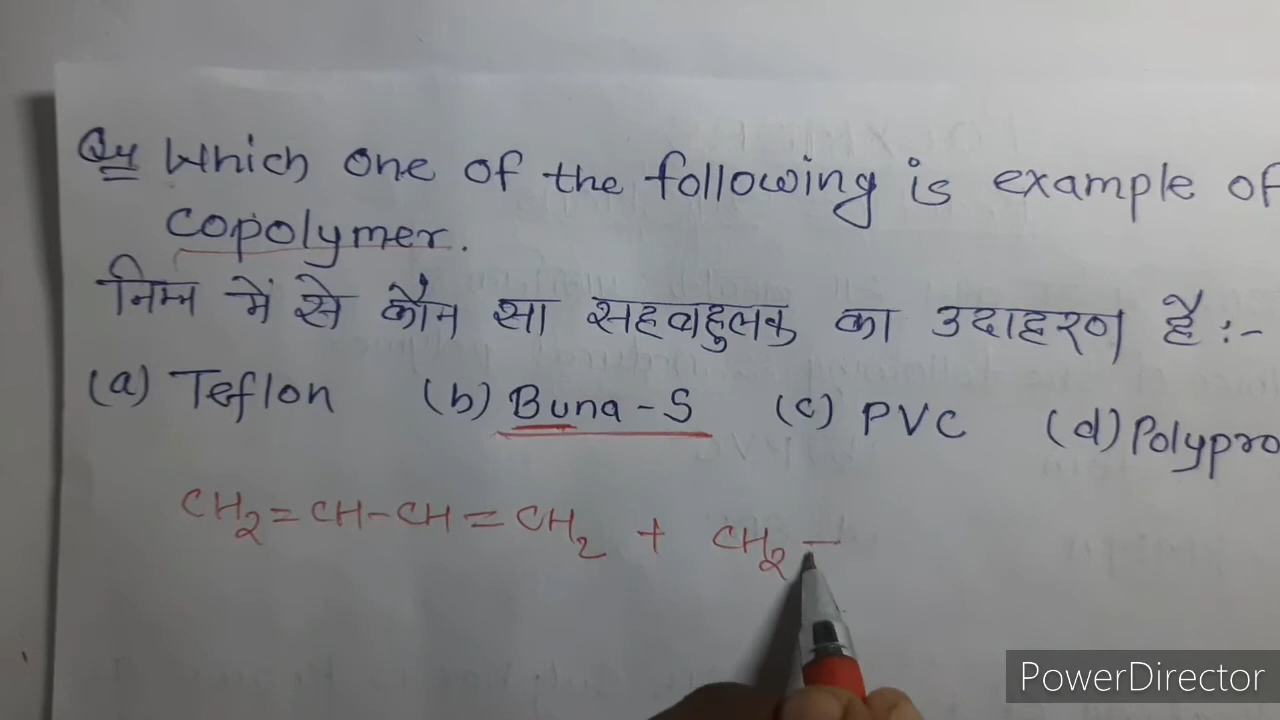 Q4 Which one of the following is example of
copolymer.
निम्न में से कौन सा सहबहुलक का उदाहरण है :-
(a) Teflon (b) Buna-S (c) PVC (d) Polypro
CH₂=CH-CH=CH₂ + CH₂-
PowerDirector